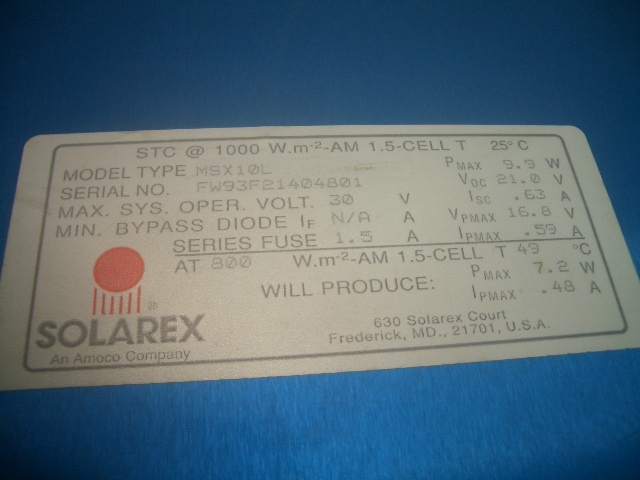 STC @ 1000 W.m-2-AM 1.5-CELL T 25°C
MODEL TYPE MSX10L
SERIAL NO. FW93F21404801
MAX. SYS. OPER. VOLT. 30 V
MIN. BYPASS DIODE IF N/A A
SERIES FUSE 1.5 A
PMAX 9.9 W
VOC 21.0 V
ISC .63 A
VPMAX 16.8 V
IPMAX .59 A
AT 800 W.m-2-AM 1.5-CELL T 49 °C
WILL PRODUCE: PMAX 7.2 W
IPMAX .48 A
SOLAREX®
An Amoco Company
630 Solarex Court
Frederick, MD., 21701, U.S.A.